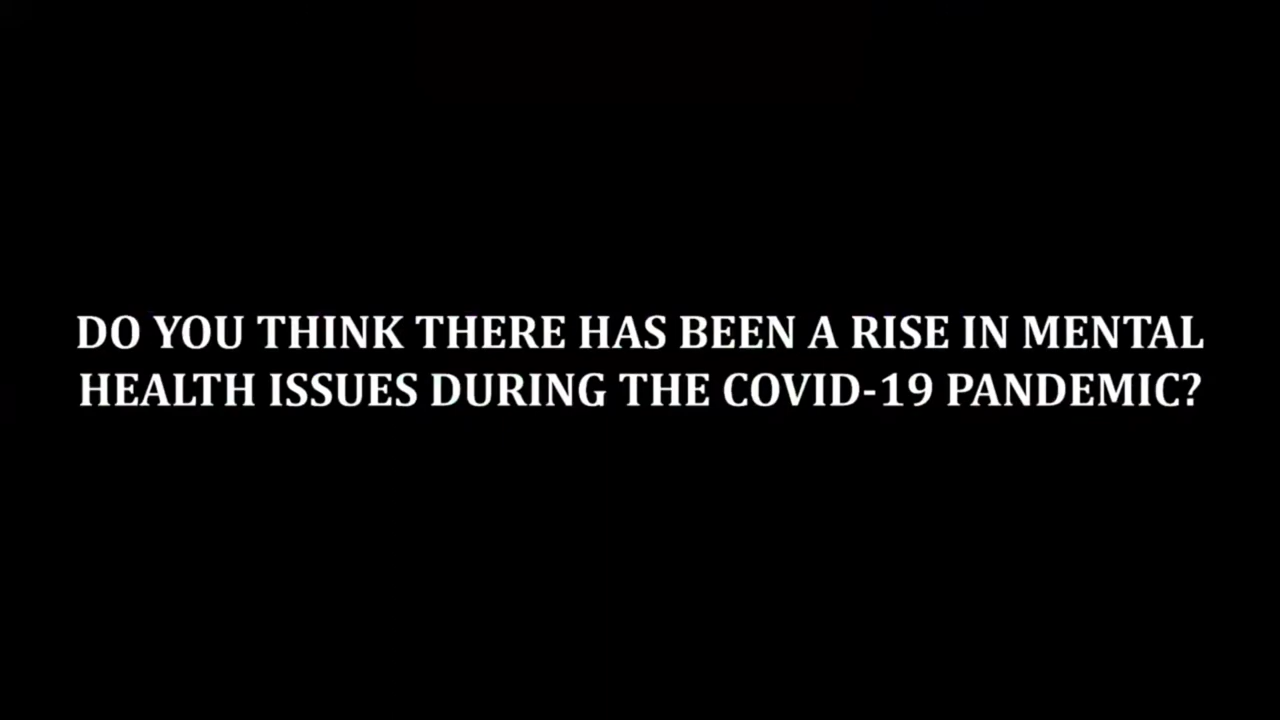 DO YOU THINK THERE HAS BEEN A RISE IN MENTAL
HEALTH ISSUES DURING THE COVID-19 PANDEMIC?